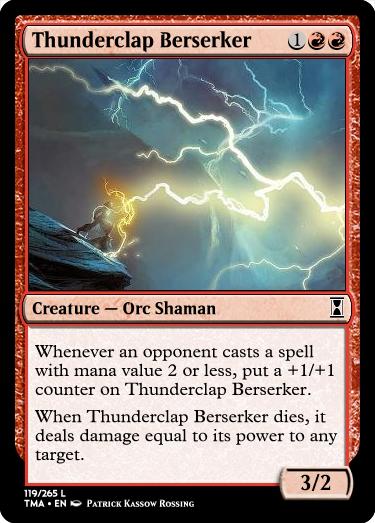 Thunderclap Berserker 1
Creature — Orc Shaman
Whenever an opponent casts a spell
with mana value 2 or less, put a +1/+1
counter on Thunderclap Berserker.
When Thunderclap Berserker dies, it
deals damage equal to its power to any
target.
3/2
119/265 L
TMA • EN Patrick Kassow Rossing